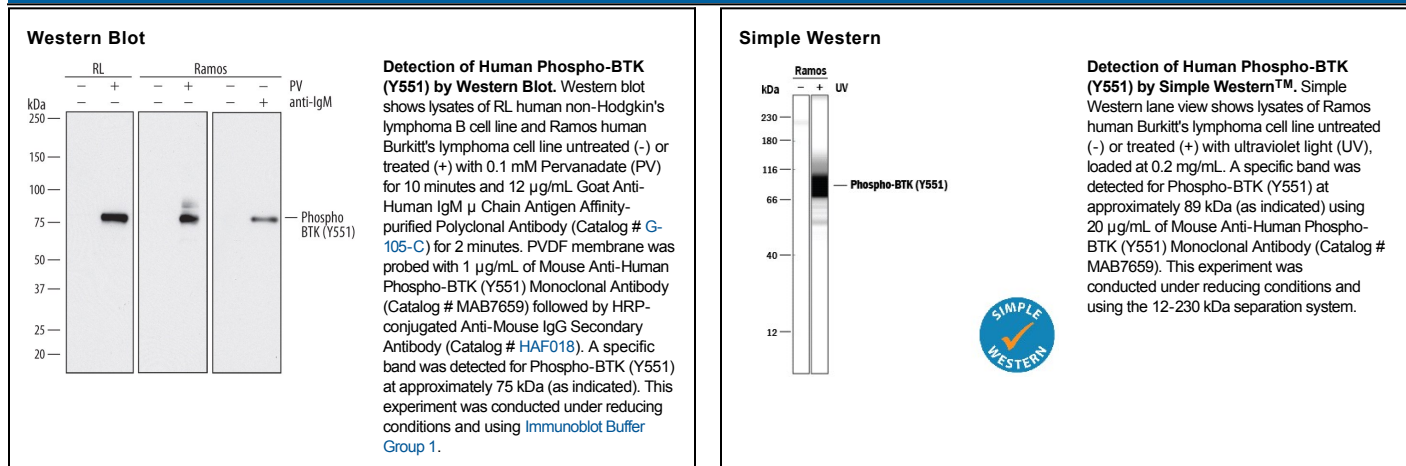 Western Blot
RL Ramos
− + − + − − PV
− − − − − + anti-IgM
kDa
250
150
100
75
50
37
25
20
Phospho
BTK (Y551)
Detection of Human Phospho-BTK
(Y551) by Western Blot. Western blot
shows lysates of RL human non-Hodgkin's
lymphoma B cell line and Ramos human
Burkitt's lymphoma cell line untreated (-) or
treated (+) with 0.1 mM Pervanadate (PV)
for 10 minutes and 12 µg/mL Goat Anti-
Human IgM µ Chain Antigen Affinity-
purified Polyclonal Antibody (Catalog # G-
105-C) for 2 minutes. PVDF membrane was
probed with 1 µg/mL of Mouse Anti-Human
Phospho-BTK (Y551) Monoclonal Antibody
(Catalog # MAB7659) followed by HRP-
conjugated Anti-Mouse IgG Secondary
Antibody (Catalog # HAF018). A specific
band was detected for Phospho-BTK (Y551)
at approximately 75 kDa (as indicated). This
experiment was conducted under reducing
conditions and using Immunoblot Buffer
Group 1.
Simple Western
Ramos
kDa − + UV
230
180
116
66
40
12
Phospho-BTK (Y551)
SIMPLE
WESTERN
Detection of Human Phospho-BTK
(Y551) by Simple Western™. Simple
Western lane view shows lysates of Ramos
human Burkitt's lymphoma cell line untreated
(-) or treated (+) with ultraviolet light (UV),
loaded at 0.2 mg/mL. A specific band was
detected for Phospho-BTK (Y551) at
approximately 89 kDa (as indicated) using
20 µg/mL of Mouse Anti-Human Phospho-
BTK (Y551) Monoclonal Antibody (Catalog #
MAB7659). This experiment was
conducted under reducing conditions and
using the 12-230 kDa separation system.